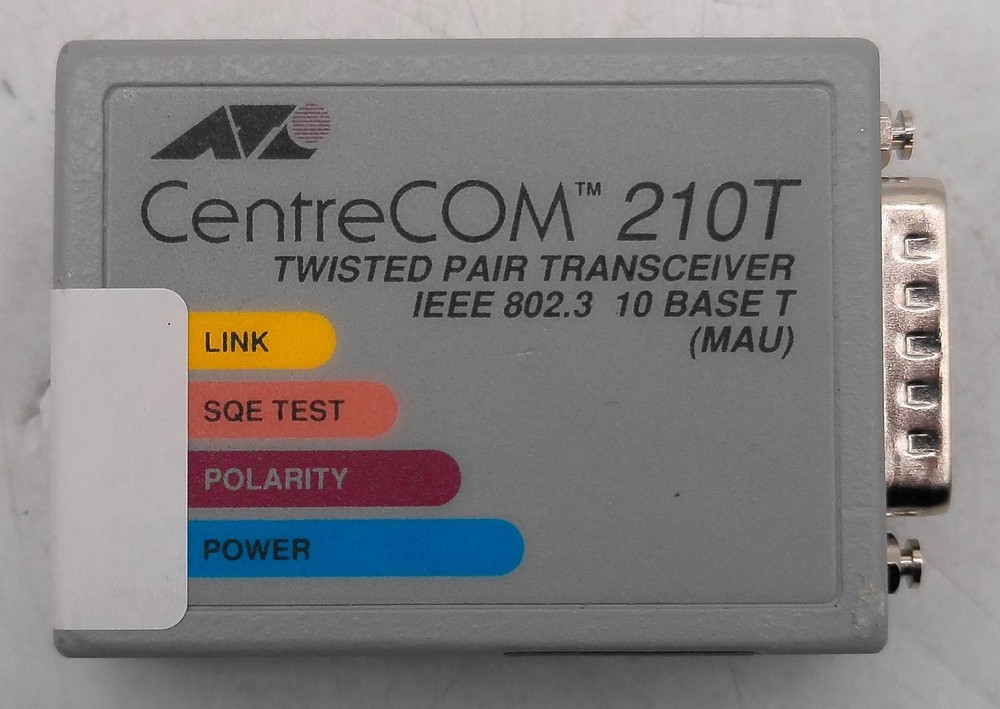 CentreCOM™ 210T
TWISTED PAIR TRANSCEIVER
IEEE 802.3 10 BASE T
(MAU)
LINK
SQE TEST
POLARITY
POWER